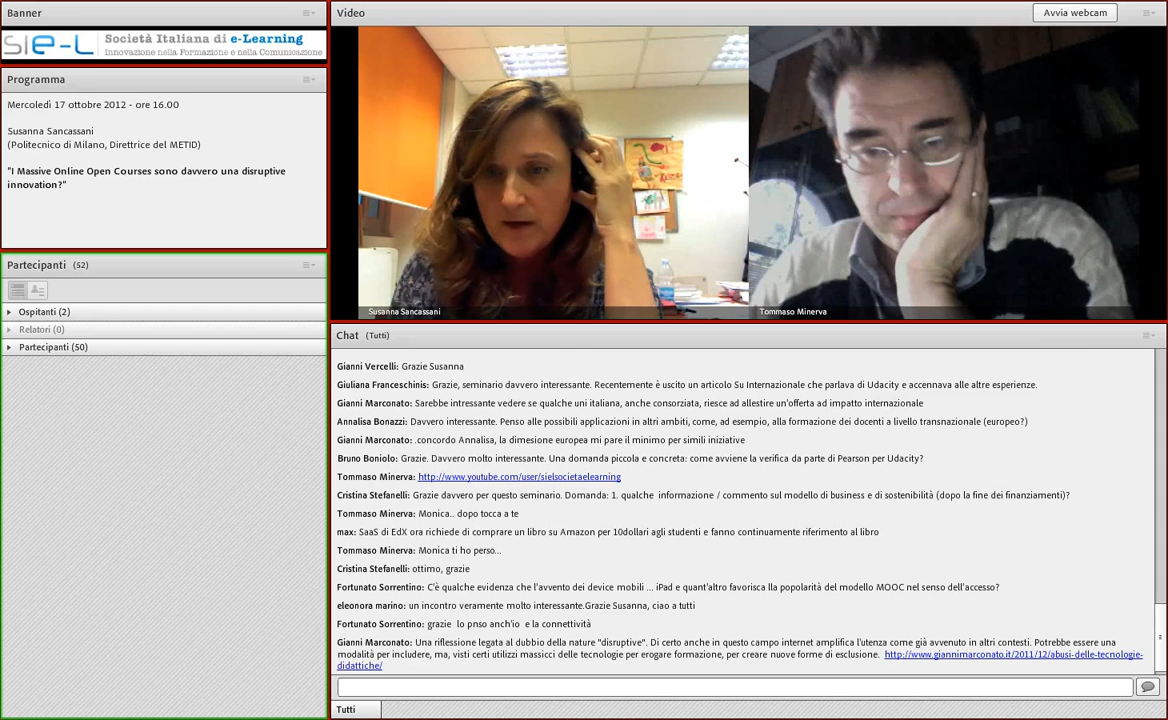 Banner
sie-L Società Italiana di e-Learning
Innovazione nella Formazione e nella Comunicazione
Programma
Mercoledì 17 ottobre 2012 - ore 16.00
Susanna Sancassani
(Politecnico di Milano, Direttrice del METID)
"I Massive Online Open Courses sono davvero una disruptive
innovation?"
Partecipanti (52)
Ospitanti (2)
Relatori (0)
Partecipanti (50)
Video
Avvia webcam
Susanna Sancassani
Tommaso Minerva
Chat (Tutti)
Gianni Vercelli: Grazie Susanna
Giuliana Franceschinis: Grazie, seminario davvero interessante. Recentemente è uscito un articolo Su Internazionale che parlava di Udacity e accennava alle altre esperienze.
Gianni Marconato: Sarebbe intressante vedere se qualche uni italiana, anche consorziata, riesce ad allestire un'offerta ad impatto internazionale
Annalisa Bonazzi: Davvero interessante. Penso alle possibili applicazioni in altri ambiti, come, ad esempio, alla formazione dei docenti a livello transnazionale (europeo?)
Gianni Marconato: .concordo Annalisa, la dimesione europea mi pare il minimo per simili iniziative
Bruno Boniolo: Grazie. Davvero molto interessante. Una domanda piccola e concreta: come avviene la verifica da parte di Pearson per Udacity?
Tommaso Minerva: http://www.youtube.com/user/sielsocietaelearning
Cristina Stefanelli: Grazie davvero per questo seminario. Domanda: 1. qualche informazione / commento sul modello di business e di sostenibilità (dopo la fine dei finanziamenti)?
Tommaso Minerva: Monica.. dopo tocca a te
max: SaaS di EdX ora richiede di comprare un libro su Amazon per 10dollari agli studenti e fanno continuamente riferimento al libro
Tommaso Minerva: Monica ti ho perso...
Cristina Stefanelli: ottimo, grazie
Fortunato Sorrentino: C'è qualche evidenza che l'avvento dei device mobili ... iPad e quant'altro favorisca lla popolarità del modello MOOC nel senso dell'accesso?
eleonora marino: un incontro veramente molto interessante.Grazie Susanna, ciao a tutti
Fortunato Sorrentino: grazie lo pnso anch'io e la connettività
Gianni Marconato: Una riflessione legata al dubbio della nature "disruptive". Di certo anche in questo campo internet amplifica l'utenza come già avvenuto in altri contesti. Potrebbe essere una
modalità per includere, ma, visti certi utilizzi massicci delle tecnologie per erogare formazione, per creare nuove forme di esclusione. http://www.giannimarconato.it/2011/12/abusi-delle-tecnologie-
didattiche/
Tutti